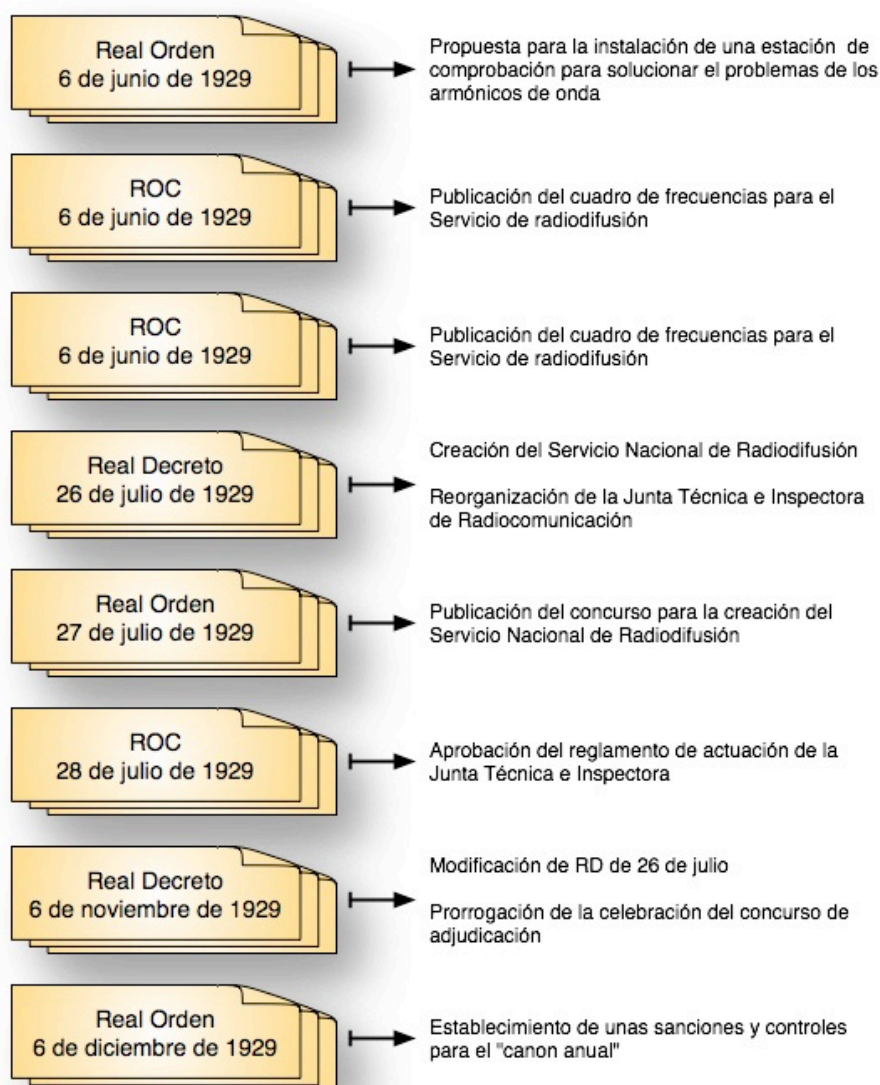 Real Orden
6 de junio de 1929
Propuesta para la instalación de una estación de
comprobación para solucionar el problemas de los
armónicos de onda
ROC
6 de junio de 1929
Publicación del cuadro de frecuencias para el
Servicio de radiodifusión
ROC
6 de junio de 1929
Publicación del cuadro de frecuencias para el
Servicio de radiodifusión
Real Decreto
26 de julio de 1929
Creación del Servicio Nacional de Radiodifusión
Reorganización de la Junta Técnica e Inspectora
de Radiocomunicación
Real Orden
27 de julio de 1929
Publicación del concurso para la creación del
Servicio Nacional de Radiodifusión
ROC
28 de julio de 1929
Aprobación del reglamento de actuación de la
Junta Técnica e Inspectora
Real Decreto
6 de noviembre de 1929
Modificación de RD de 26 de julio
Prorrogación de la celebración del concurso de
adjudicación
Real Orden
6 de diciembre de 1929
Establecimiento de unas sanciones y controles
para el "canon anual"